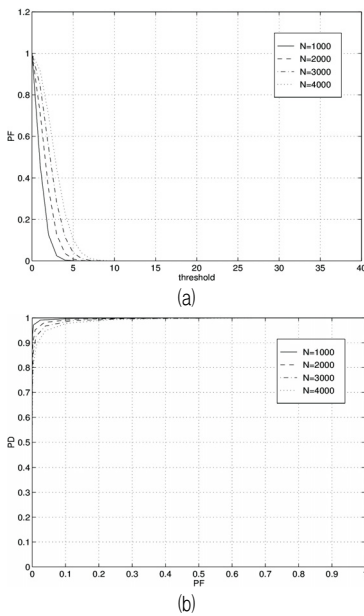 1.2
1
0.8
0.6
0.4
0.2
0
PF
N=1000
N=2000
N=3000
N=4000
0 5 10 15 20 25 30 35 40
threshold
(a)
1
0.9
0.8
0.7
0.6
0.5
0.4
0.3
0.2
0.1
0
PD
N=1000
N=2000
N=3000
N=4000
0 0.1 0.2 0.3 0.4 0.5 0.6 0.7 0.8 0.9
PF
(b)